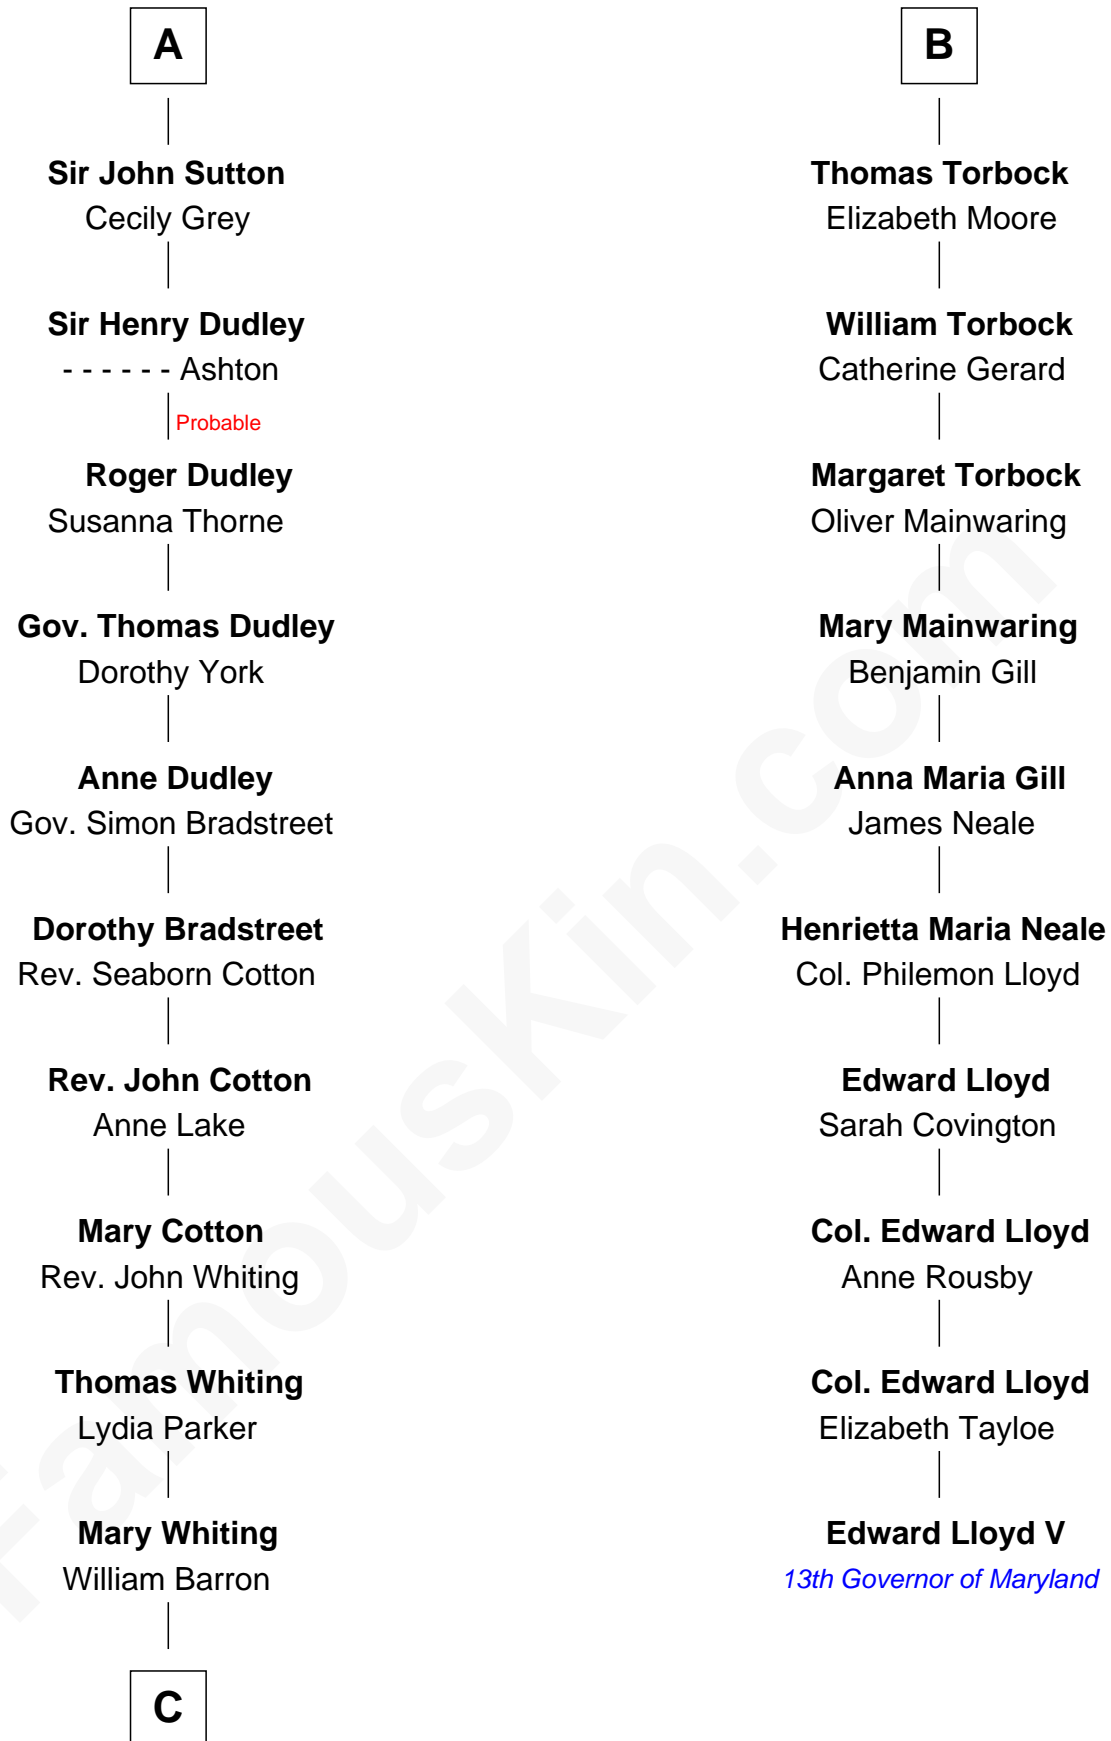 A
Sir John Sutton
Cecily Grey
Sir Henry Dudley
- - - - - - Ashton
Probable
Roger Dudley
Susanna Thorne
Gov. Thomas Dudley
Dorothy York
Anne Dudley
Gov. Simon Bradstreet
Dorothy Bradstreet
Rev. Seaborn Cotton
Rev. John Cotton
Anne Lake
Mary Cotton
Rev. John Whiting
Thomas Whiting
Lydia Parker
Mary Whiting
William Barron
C
B
Thomas Torbock
Elizabeth Moore
William Torbock
Catherine Gerard
Margaret Torbock
Oliver Mainwaring
Mary Mainwaring
Benjamin Gill
Anna Maria Gill
James Neale
Henrietta Maria Neale
Col. Philemon Lloyd
Edward Lloyd
Sarah Covington
Col. Edward Lloyd
Anne Rousby
Col. Edward Lloyd
Elizabeth Tayloe
Edward Lloyd V
13th Governor of Maryland
FamousKin.com